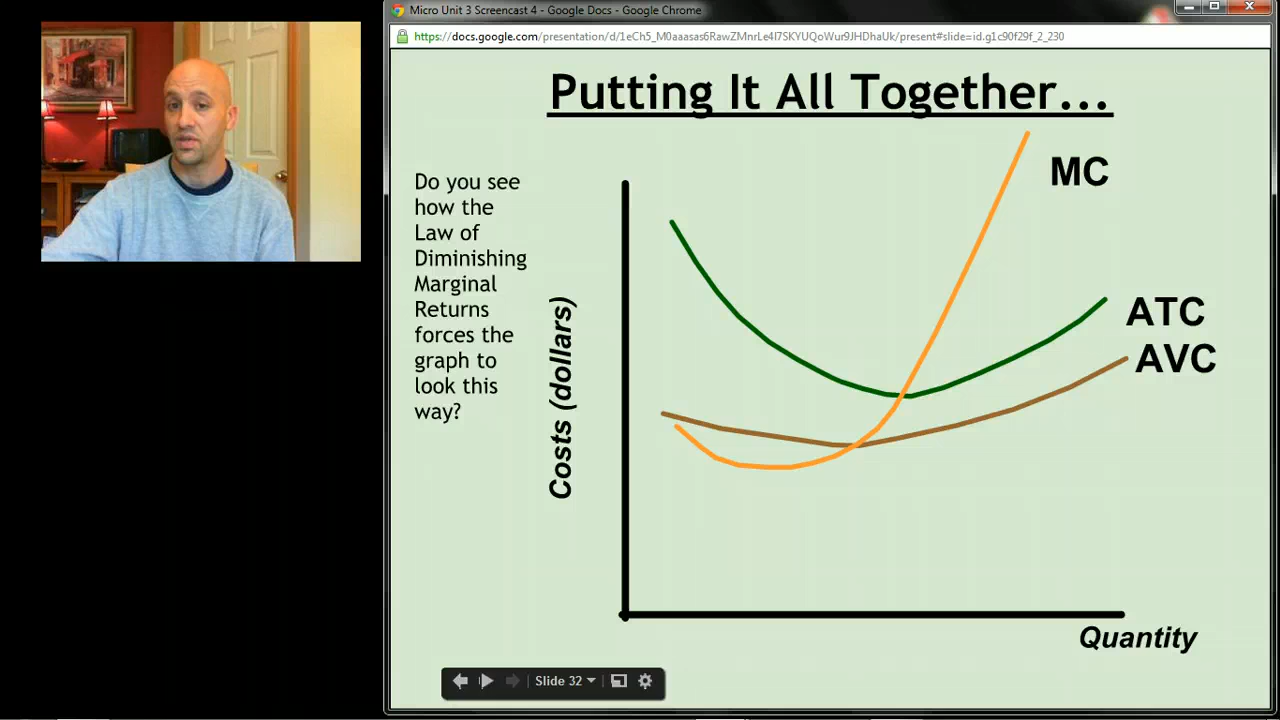 Micro Unit 3 Screencast 4 - Google Docs - Google Chrome
https://docs.google.com/presentation/d/1eCh5_M0aaasas6RawZMnrLe4I7SKYUQoWur9JHDhaUk/present#slide=id.g1c90f29f_2_230
Putting It All Together...
Do you see
how the
Law of
Diminishing
Marginal
Returns
forces the
graph to
look this
way?
Costs (dollars)
MC
ATC
AVC
Quantity
Slide 32